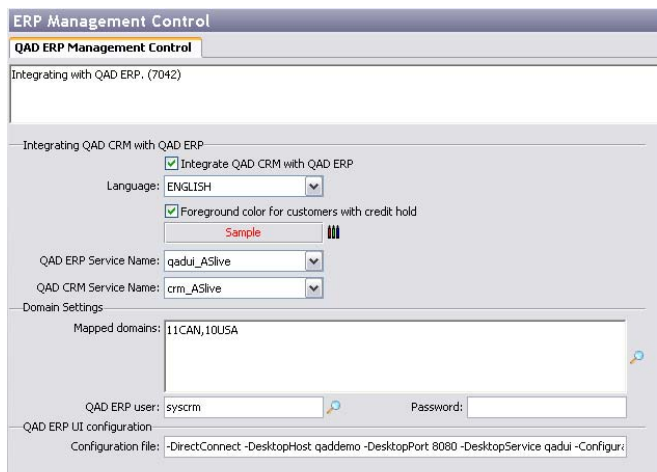 ERP Management Control
QAD ERP Management Control
Integrating with QAD ERP. (7042)
Integrating QAD CRM with QAD ERP
Integrate QAD CRM with QAD ERP
Language: ENGLISH
Foreground color for customers with credit hold
Sample
QAD ERP Service Name: qadui_ASlive
QAD CRM Service Name: crm_ASlive
Domain Settings
Mapped domains: 11CAN,10USA
QAD ERP user: syscrm Password:
QAD ERP UI configuration
Configuration file: -DirectConnect -DesktopHost qaddemo -DesktopPort 8080 -DesktopService qadui -Configura